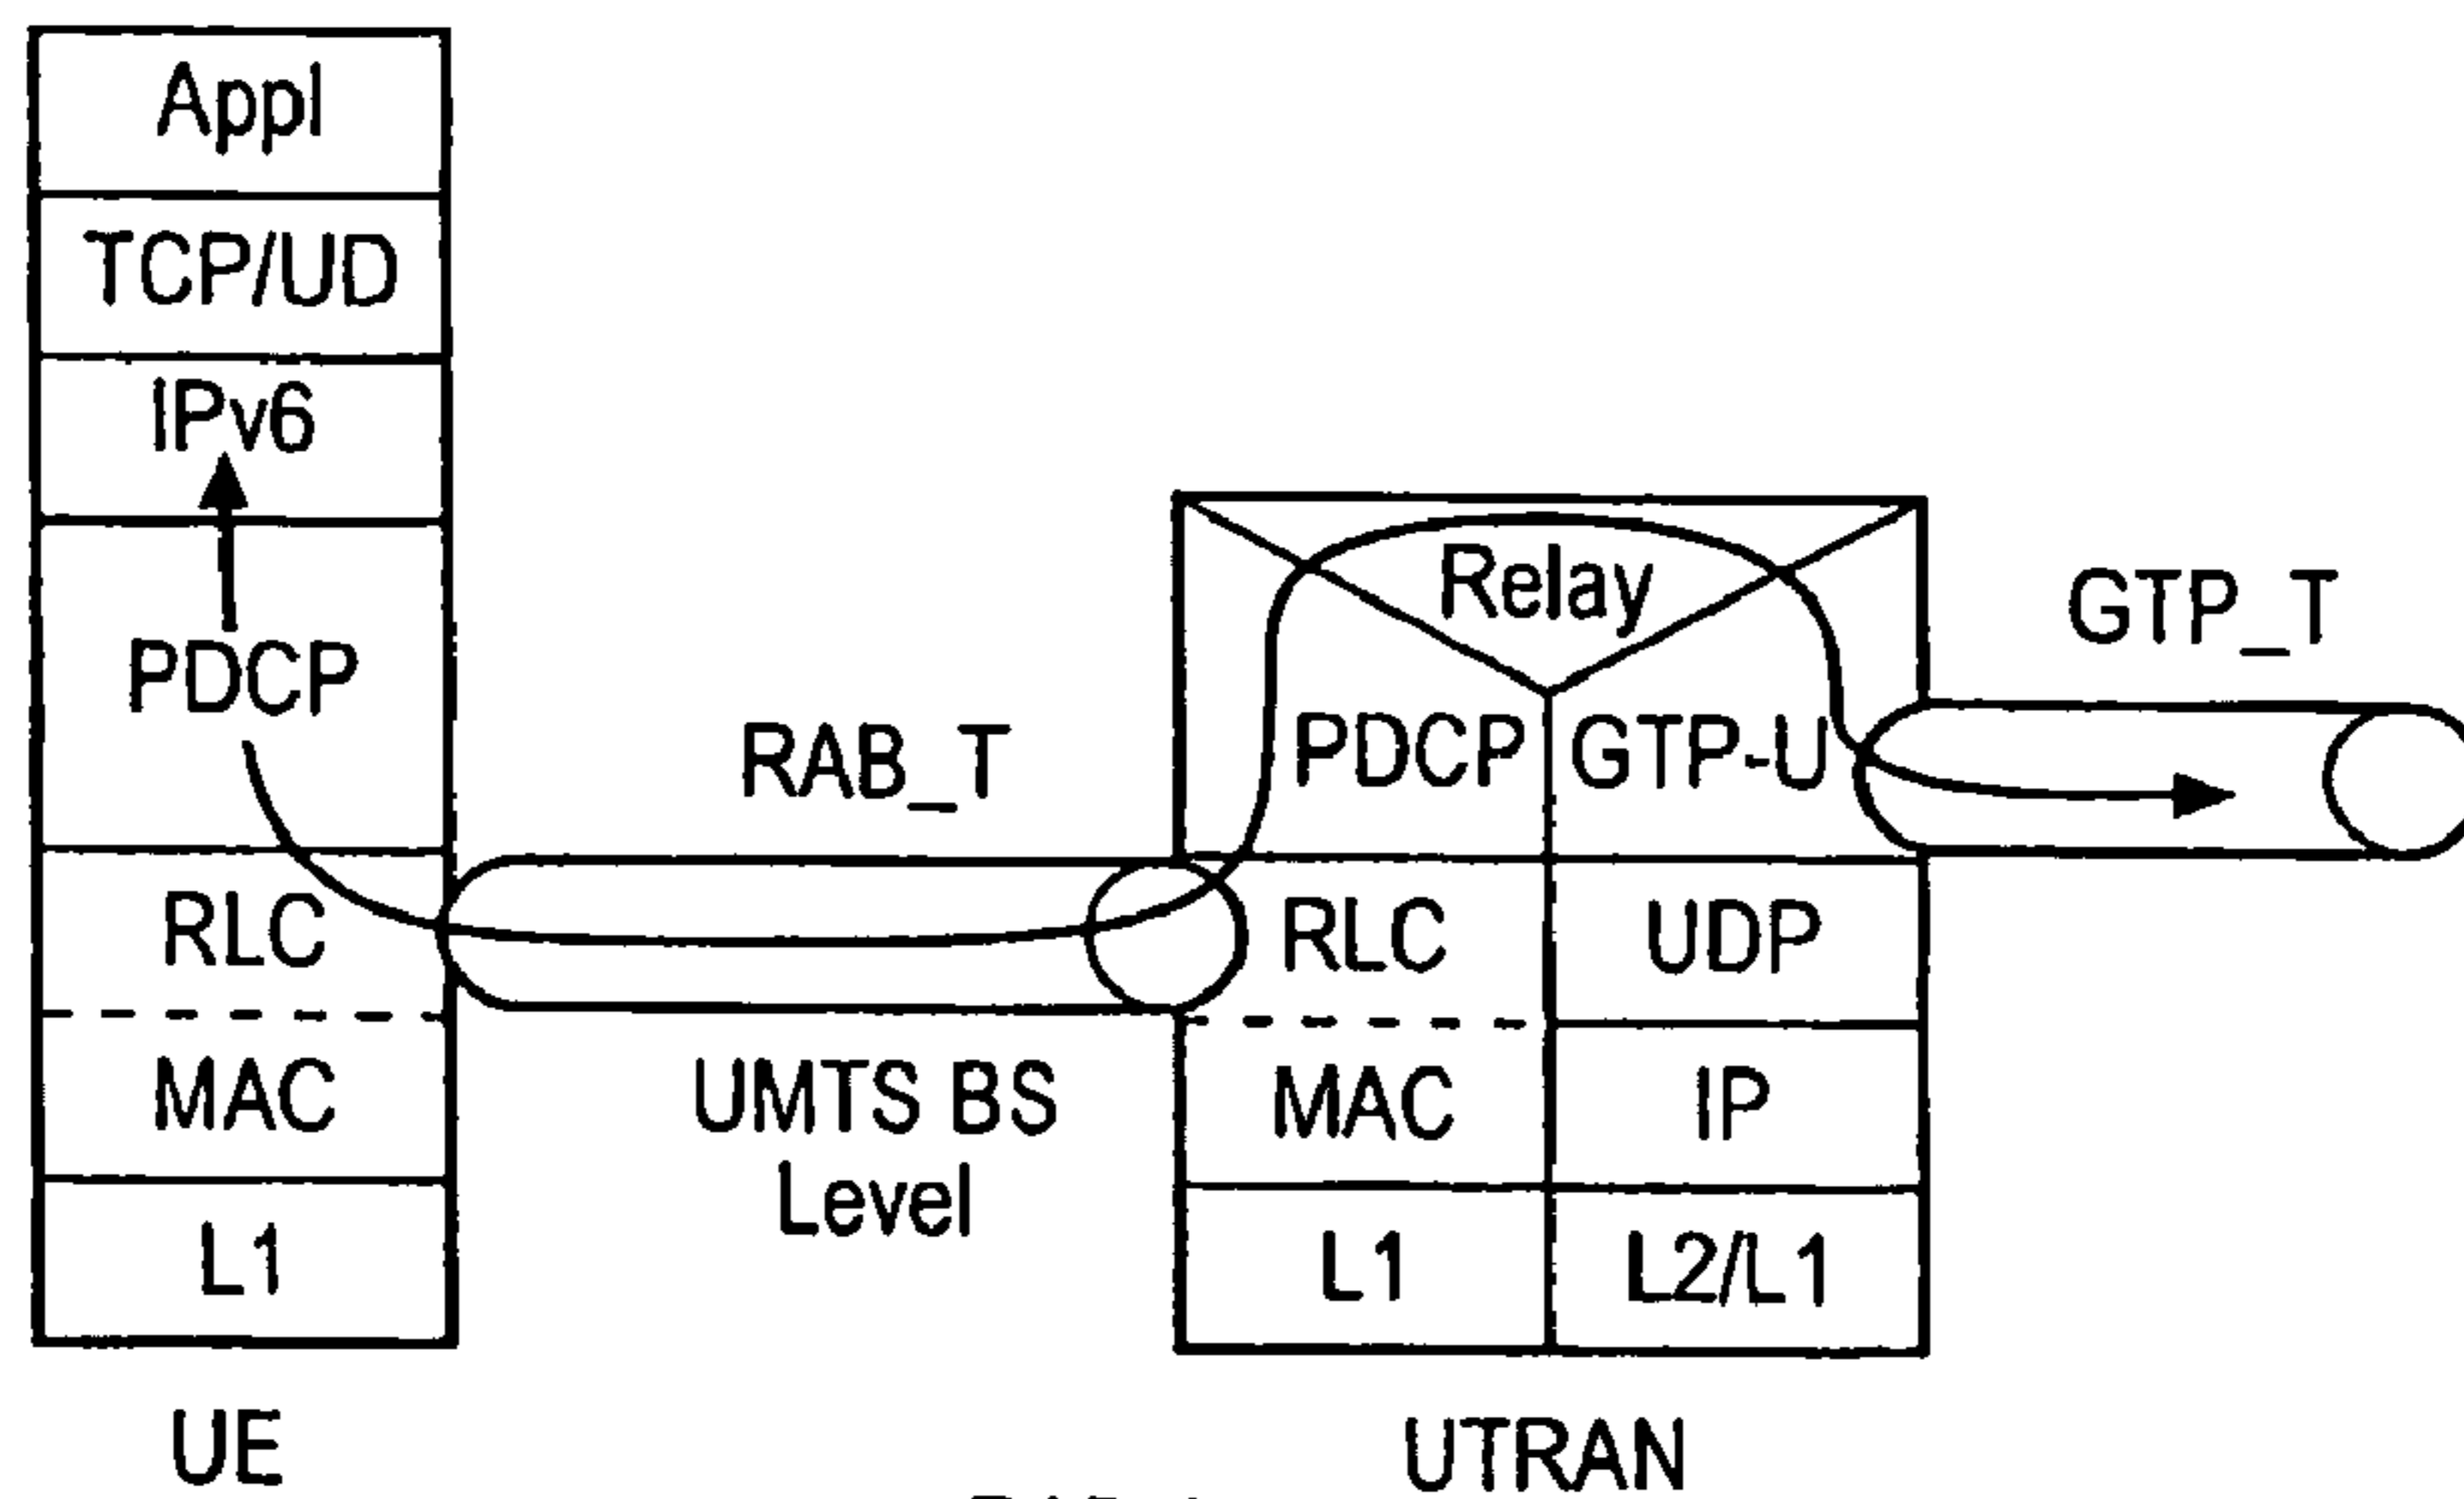 Appl
TCP/UD
IPv6
PDCP
RLC
MAC
L1
UE
RAB_T
UMTS BS
Level
Relay
PDCP GTP-U
RLC UDP
MAC IP
L1 L2/L1
UTRAN
GTP_T